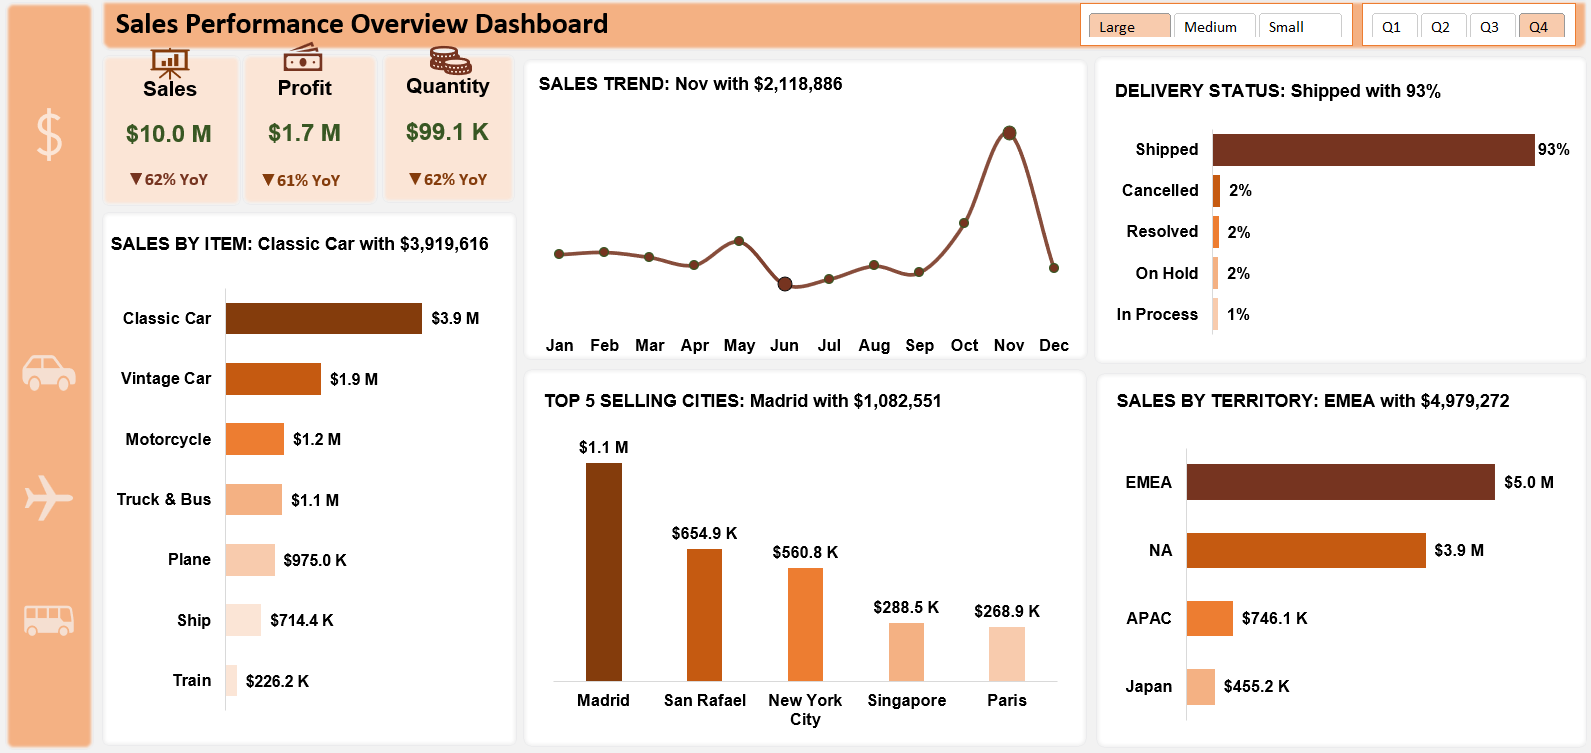 Sales Performance Overview Dashboard
Large Medium Small
Q1 Q2 Q3 Q4
Sales
$10.0 M
▼62% YoY
Profit
$1.7 M
▼61% YoY
Quantity
$99.1 K
▼62% YoY
SALES BY ITEM: Classic Car with $3,919,616
Classic Car $3.9 M
Vintage Car $1.9 M
Motorcycle $1.2 M
Truck & Bus $1.1 M
Plane $975.0 K
Ship $714.4 K
Train $226.2 K
SALES TREND: Nov with $2,118,886
Jan Feb Mar Apr May Jun Jul Aug Sep Oct Nov Dec
TOP 5 SELLING CITIES: Madrid with $1,082,551
$1.1 M
$654.9 K
$560.8 K
$288.5 K
$268.9 K
Madrid San Rafael New York Singapore Paris
City
DELIVERY STATUS: Shipped with 93%
Shipped 93%
Cancelled 2%
Resolved 2%
On Hold 2%
In Process 1%
SALES BY TERRITORY: EMEA with $4,979,272
EMEA $5.0 M
NA $3.9 M
APAC $746.1 K
Japan $455.2 K